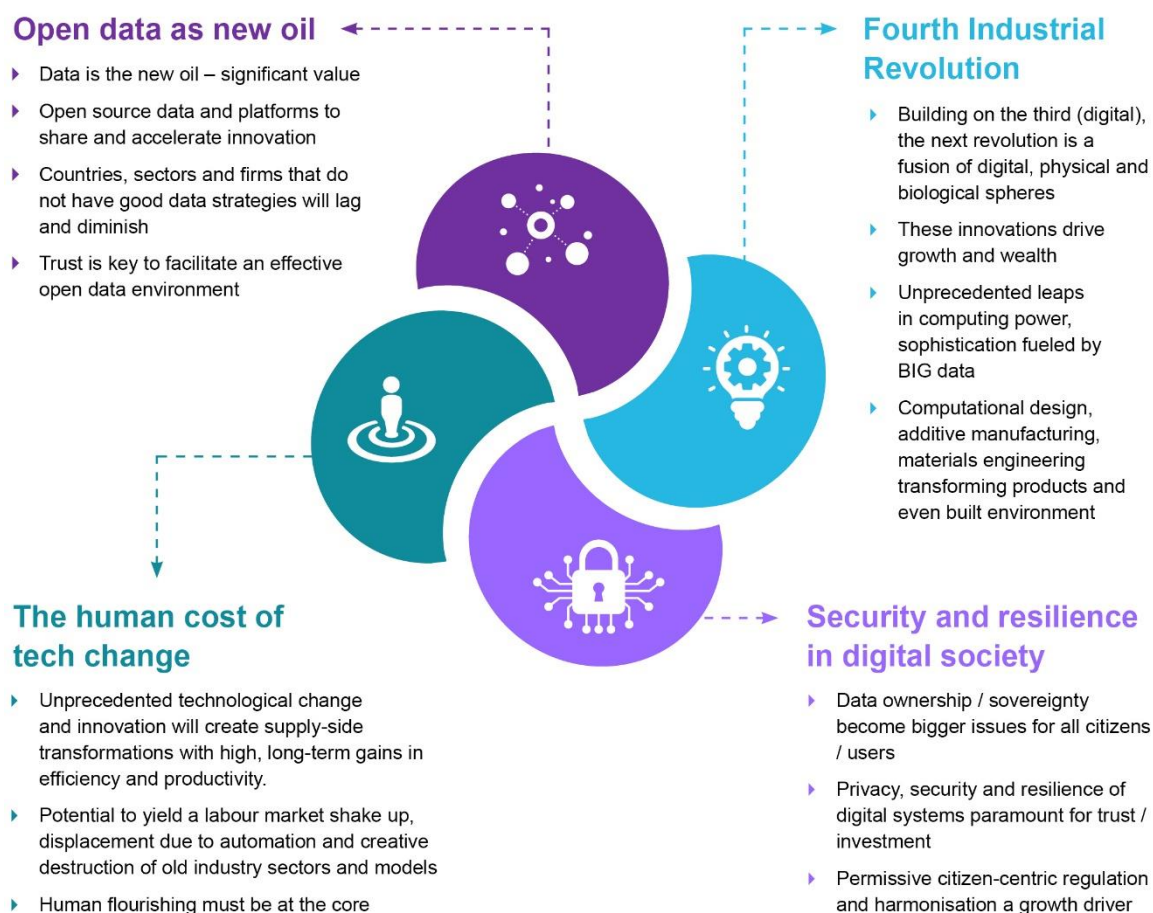 Open data as new oil
Data is the new oil – significant value
Open source data and platforms to
share and accelerate innovation
Countries, sectors and firms that do
not have good data strategies will lag
and diminish
Trust is key to facilitate an effective
open data environment
Fourth Industrial
Revolution
Building on the third (digital),
the next revolution is a
fusion of digital, physical and
biological spheres
These innovations drive
growth and wealth
Unprecedented leaps
in computing power,
sophistication fueled by
BIG data
Computational design,
additive manufacturing,
materials engineering
transforming products and
even built environment
The human cost of
tech change
Unprecedented technological change
and innovation will create supply-side
transformations with high, long-term gains in
efficiency and productivity.
Potential to yield a labour market shake up,
displacement due to automation and creative
destruction of old industry sectors and models
Human flourishing must be at the core
Security and resilience
in digital society
Data ownership / sovereignty
become bigger issues for all citizens
/ users
Privacy, security and resilience of
digital systems paramount for trust /
investment
Permissive citizen-centric regulation
and harmonisation a growth driver